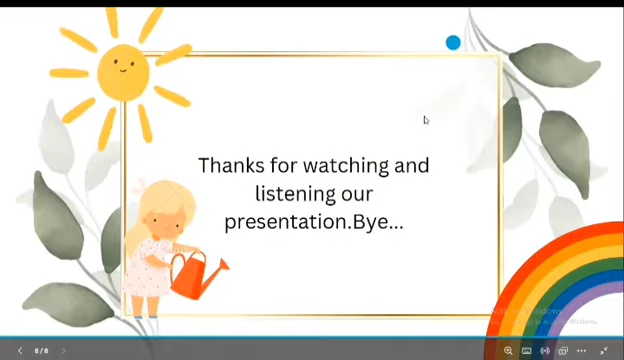 Thanks for watching and
listening our
presentation.Bye...
8/8